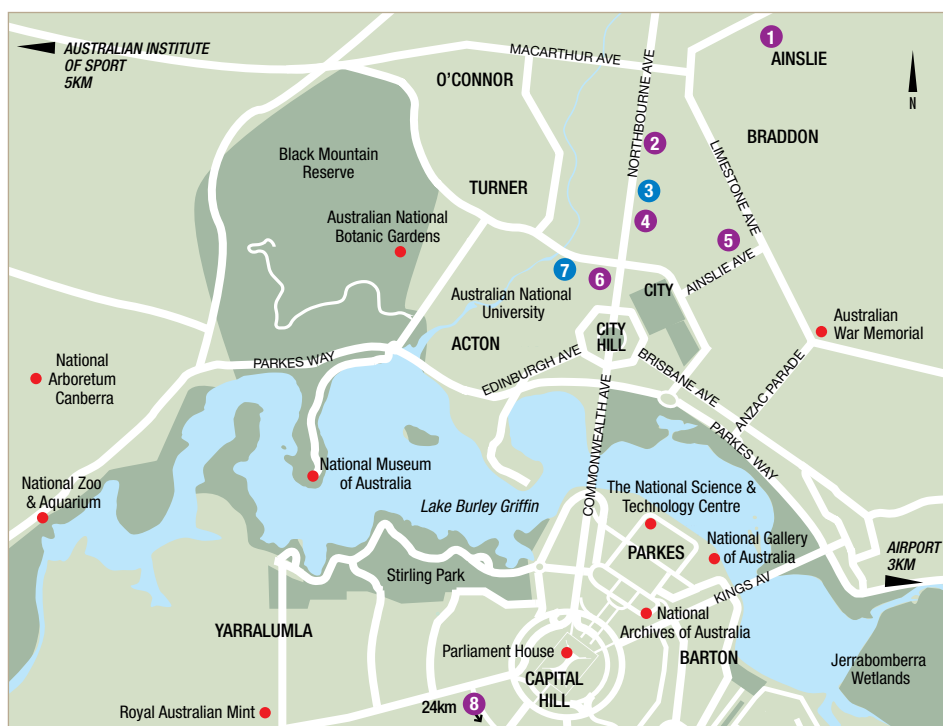 AUSTRALIAN INSTITUTE
OF SPORT
5KM
MACARTHUR AVE
1
AINSLIE
O'CONNOR
N
NORTHBOURNE AVE
BRADDON
2
LIMESTONE AVE
Black Mountain
Reserve
TURNER
3
Australian National
Botanic Gardens
4
5
7
6
AINSLIE AVE
CITY
Australian National
University
Australian
War Memorial
CITY
HILL
ACTON
PARKES WAY
EDINBURGH AVE
BRISBANE AVE
National
Arboretum
Canberra
ANZAC PARADE
PARKES WAY
COMMONWEALTH AVE
National Museum
of Australia
National Zoo
& Aquarium
Lake Burley Griffin
The National Science &
Technology Centre
National Gallery
of Australia
PARKES
AIRPORT
3KM
Stirling Park
KINGS AV
National
Archives of Australia
YARRALUMLA
Parliament House
BARTON
Jerrabomberra
Wetlands
CAPITAL
HILL
24km
8
Royal Australian Mint